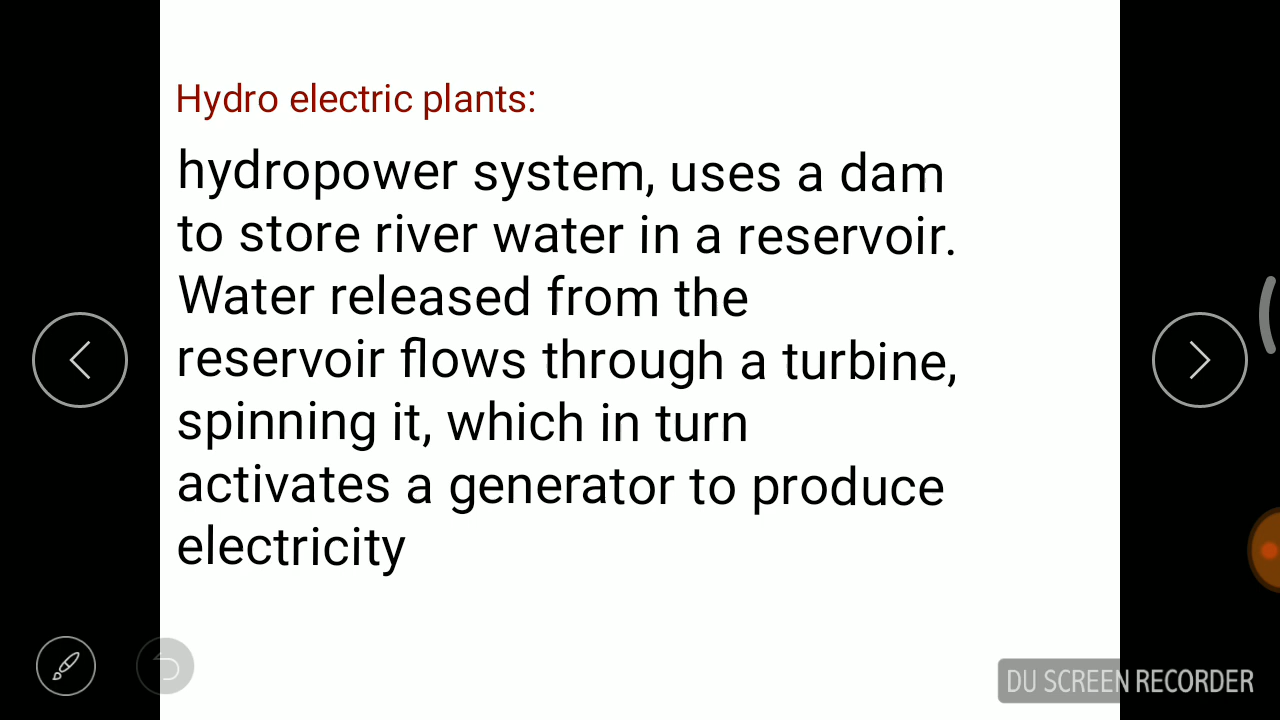 Hydro electric plants:
hydropower system, uses a dam
to store river water in a reservoir.
Water released from the
reservoir flows through a turbine,
spinning it, which in turn
activates a generator to produce
electricity
DU SCREEN RECORDER